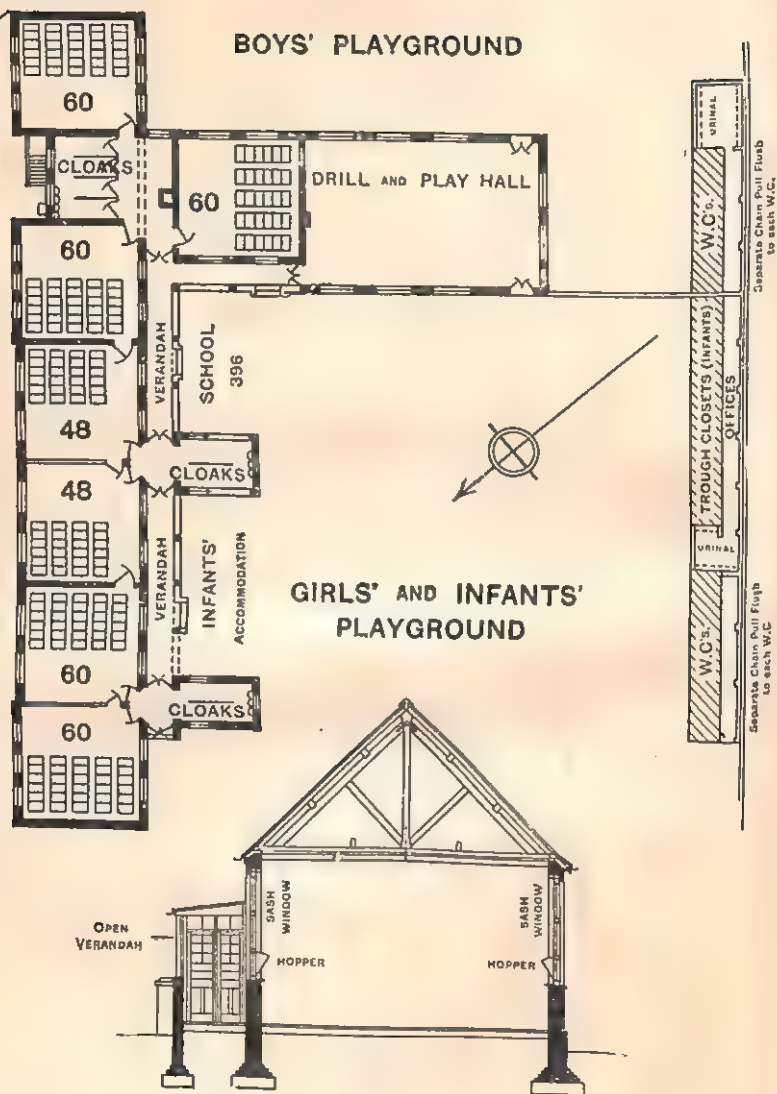 BOYS' PLAYGROUND
60
CLOAKS
60
DRILL AND PLAY HALL
60
VERANDAH
SCHOOL
396
48
CLOAKS
48
VERANDAH
INFANTS'
ACCOMMODATION
60
CLOAKS
60
GIRLS' AND INFANTS'
PLAYGROUND
URINAL
W.C's.
Separate Chain Pull Flush
to each W.C.
TROUGH CLOSETS (INFANTS)
OFFICES
URINAL
W.C's.
Separate Chain Pull Flush
to each W.C
OPEN
VERANDAH
SASH
WINDOW
HOPPER
SASH
WINDOW
HOPPER